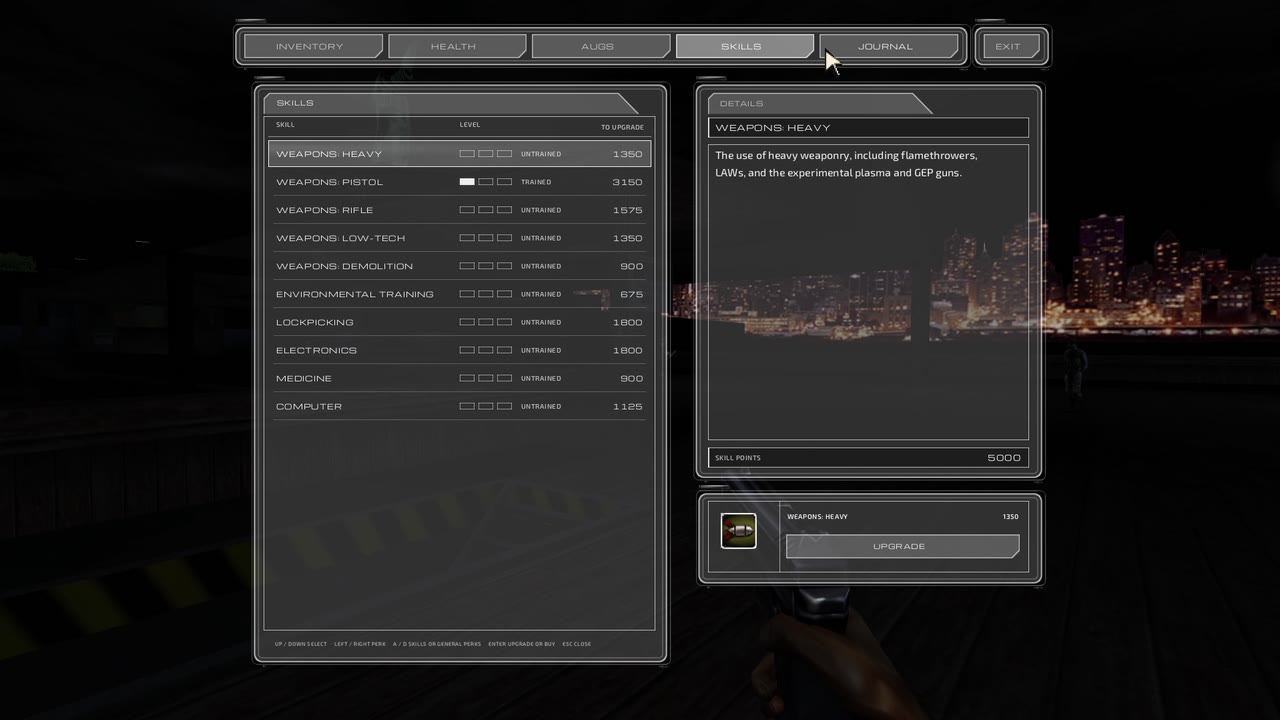 INVENTORY HEALTH AUGS SKILLS JOURNAL EXIT
SKILLS
SKILL LEVEL TO UPGRADE
WEAPONS: HEAVY UNTRAINED 1350
WEAPONS: PISTOL TRAINED 3150
WEAPONS: RIFLE UNTRAINED 1575
WEAPONS: LOW-TECH UNTRAINED 1350
WEAPONS: DEMOLITION UNTRAINED 900
ENVIRONMENTAL TRAINING UNTRAINED 675
LOCKPICKING UNTRAINED 1800
ELECTRONICS UNTRAINED 1800
MEDICINE UNTRAINED 900
COMPUTER UNTRAINED 1125
UP / DOWN SELECT LEFT / RIGHT PERK A / D SKILLS OR GENERAL PERKS ENTER UPGRADE OR BUY ESC CLOSE
DETAILS
WEAPONS: HEAVY
The use of heavy weaponry, including flamethrowers,
LAWs, and the experimental plasma and GEP guns.
SKILL POINTS 5000
WEAPONS: HEAVY 1350
UPGRADE